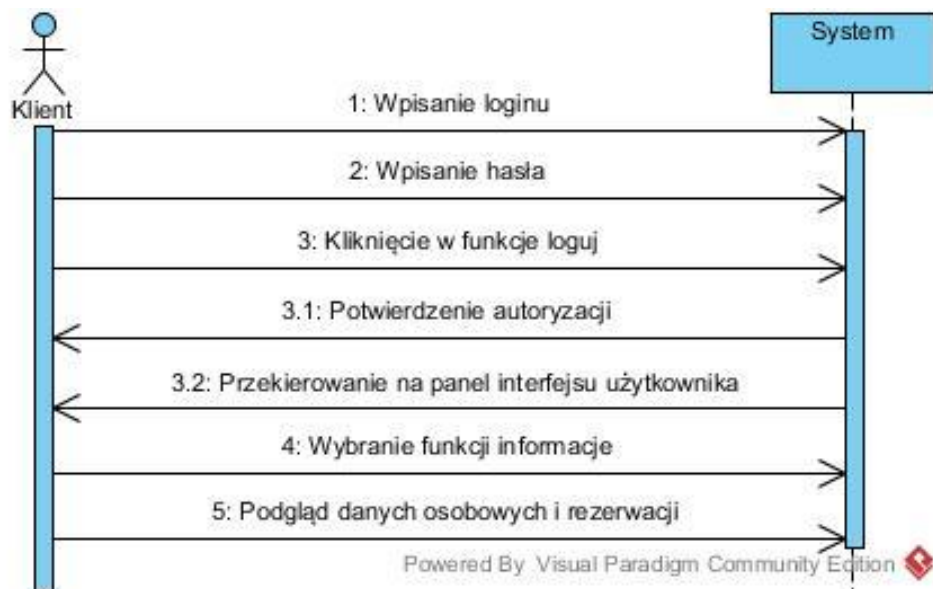 System
Klient
1: Wpisanie loginu
2: Wpisanie hasła
3: Kliknięcie w funkcje loguj
3.1: Potwierdzenie autoryzacji
3.2: Przekierowanie na panel interfejsu użytkownika
4: Wybranie funkcji informacje
5: Podgląd danych osobowych i rezerwacji
Powered By Visual Paradigm Community Edition